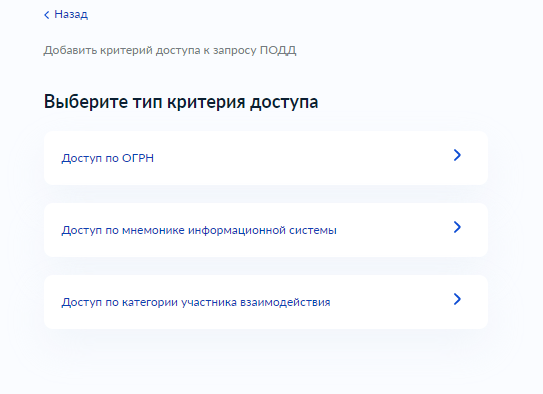 Назад
Добавить критерий доступа к запросу ПОДД
Выберите тип критерия доступа
Доступ по ОГРН
Доступ по мнемонике информационной системы
Доступ по категории участника взаимодействия